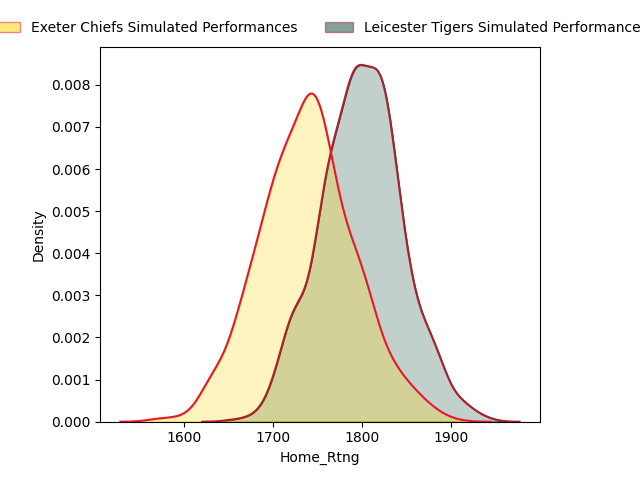 Exeter Chiefs Simulated Performances Leicester Tigers Simulated Performance
0.008
0.007
0.006
0.005
0.004
0.003
0.002
0.001
0.000
Density
1600 1700 1800 1900
Home_Rtng